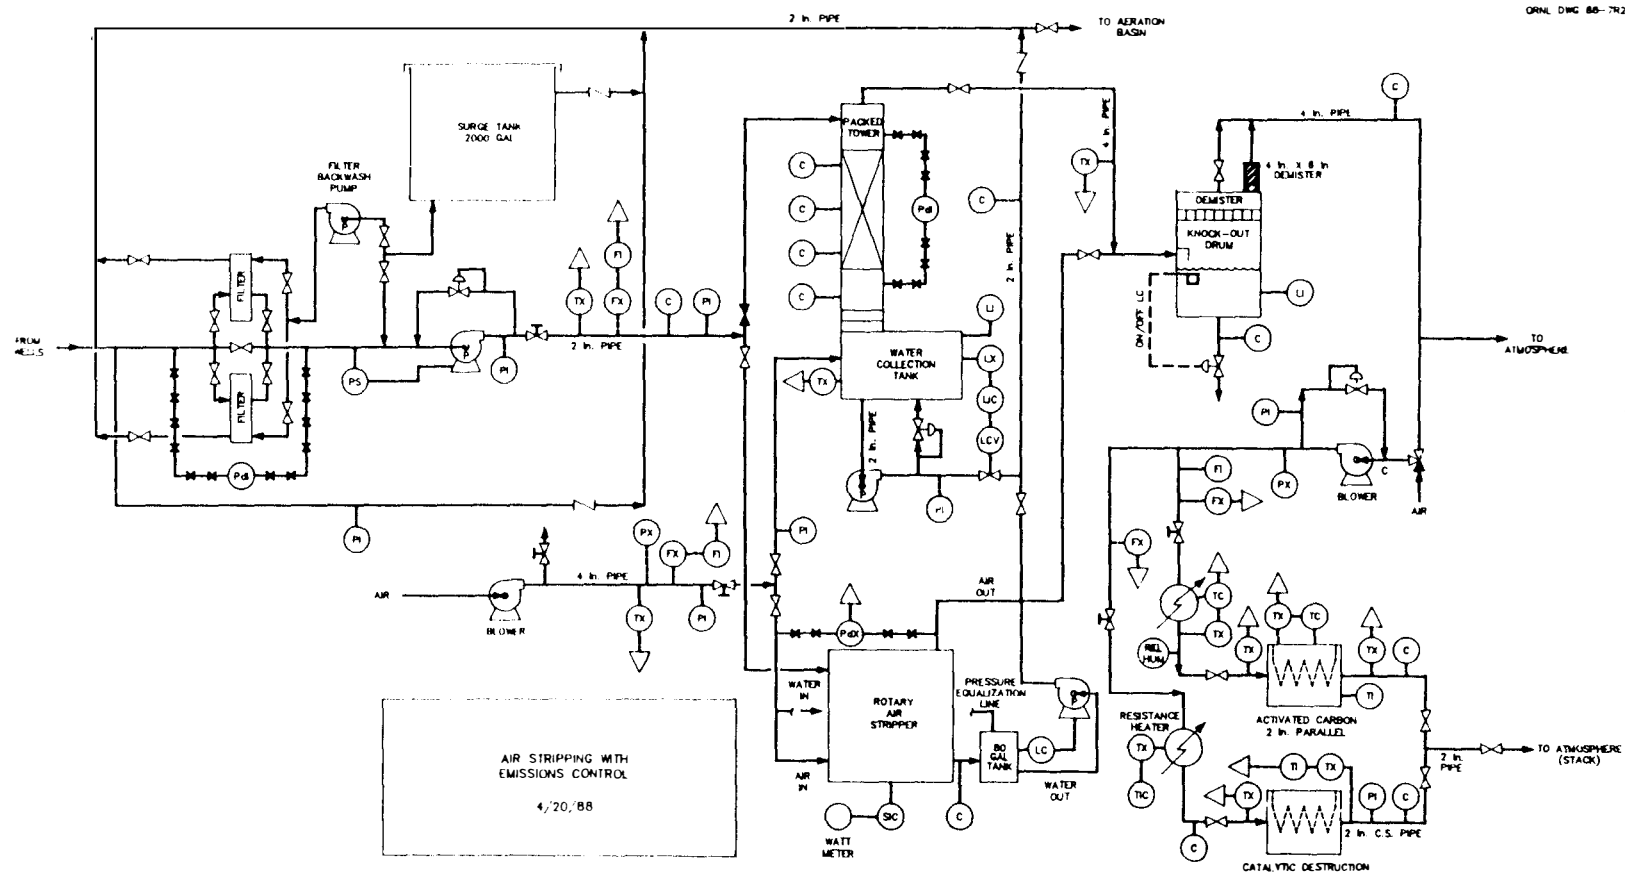 ORNL DWG 88-7R2
2 In. PIPE
TO AERATION
BASIN
SURGE TANK
2000 GAL
FILTER
BACKWASH
PUMP
PACKED
TOWER
4 In. PIPE
C
4 In. PIPE
TX
4 In. X 6 In
DEMISTER
C
C
C
C
PdI
C
2 In. PIPE
DEMISTER
KNOCK-OUT
DRUM
ON/OFF LC
LI
C
FI
TX
FX
C
PI
2 In. PIPE
FILTER
FILTER
FROM
WELLS
PS
PI
PdI
PI
LI
WATER
COLLECTION
TANK
LX
TX
LIC
LCV
2 In. PIPE
PI
TO
ATMOSPHERE
PI
C
BLOWER
AIR
PX
FI
FX
FX
PI
PX
FX
FI
4 In. PIPE
AIR
BLOWER
TX
PI
AIR
OUT
PdX
TC
TX
REL
HUM
TX
TX
TC
TX
C
TI
ACTIVATED CARBON
2 In. PARALLEL
WATER
IN
ROTARY
AIR
STRIPPER
PRESSURE
EQUALIZATION
LINE
80
GAL
TANK
LC
WATER
OUT
AIR
IN
SIC
WATT
METER
C
RESISTANCE
HEATER
TX
TIC
TO ATMOSPHERE
(STACK)
2 In.
PIPE
TI
TX
TX
PI
C
2 In. C.S. PIPE
C
CATALYTIC DESTRUCTION
AIR STRIPPING WITH
EMISSIONS CONTROL
4/20/88